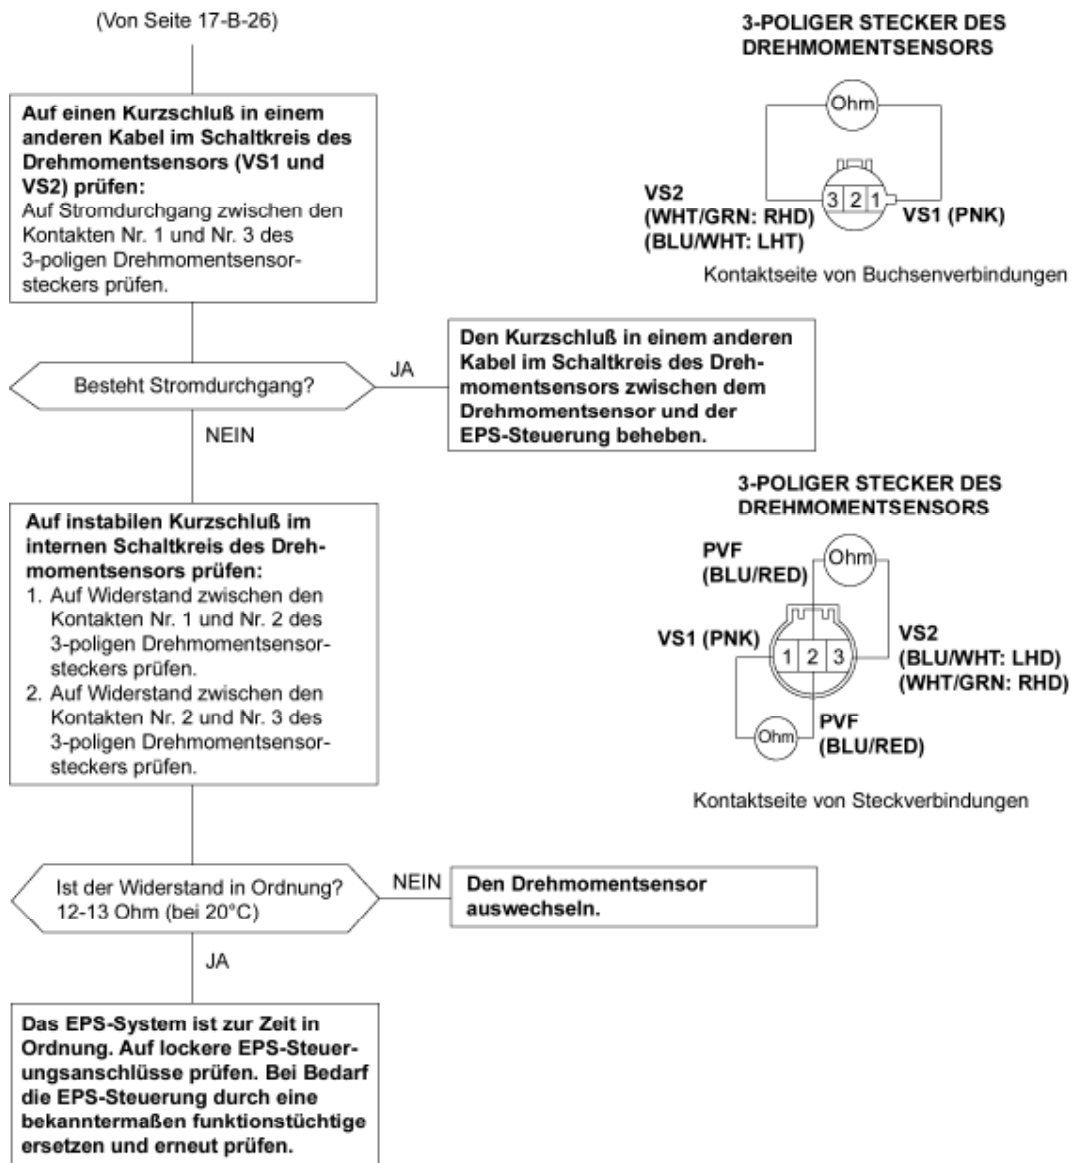 (Von Seite 17-B-26)
Auf einen Kurzschluß in einem
anderen Kabel im Schaltkreis des
Drehmomentsensors (VS1 und
VS2) prüfen:
Auf Stromdurchgang zwischen den
Kontakten Nr. 1 und Nr. 3 des
3-poligen Drehmomentsensor-
steckers prüfen.
3-POLIGER STECKER DES
DREHMOMENTSENSORS
Ohm
VS2
(WHT/GRN: RHD)
(BLU/WHT: LHT)
3 2 1
VS1 (PNK)
Kontaktseite von Buchsenverbindungen
Besteht Stromdurchgang?
JA
Den Kurzschluß in einem anderen
Kabel im Schaltkreis des Dreh-
momentsensors zwischen dem
Drehmomentsensor und der
EPS-Steuerung beheben.
NEIN
Auf instabilen Kurzschluß im
internen Schaltkreis des Dreh-
momentsensors prüfen:
1. Auf Widerstand zwischen den
Kontakten Nr. 1 und Nr. 2 des
3-poligen Drehmomentsensor-
steckers prüfen.
2. Auf Widerstand zwischen den
Kontakten Nr. 2 und Nr. 3 des
3-poligen Drehmomentsensor-
steckers prüfen.
3-POLIGER STECKER DES
DREHMOMENTSENSORS
PVF
(BLU/RED)
Ohm
VS1 (PNK)
1 2 3
VS2
(BLU/WHT: LHD)
(WHT/GRN: RHD)
Ohm
PVF
(BLU/RED)
Kontaktseite von Steckverbindungen
Ist der Widerstand in Ordnung?
12-13 Ohm (bei 20°C)
NEIN
Den Drehmomentsensor
auswechseln.
JA
Das EPS-System ist zur Zeit in
Ordnung. Auf lockere EPS-Steuer-
ungsanschlüsse prüfen. Bei Bedarf
die EPS-Steuerung durch eine
bekanntermaßen funktionstüchtige
ersetzen und erneut prüfen.